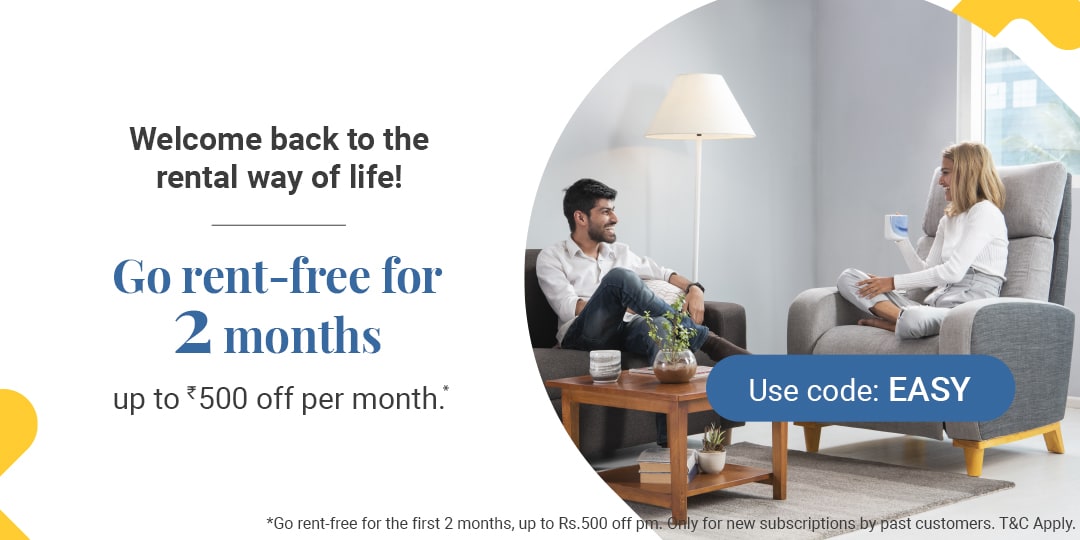 Welcome back to the
rental way of life!
Go rent-free for
2 months
up to ₹500 off per month.*
Use code: EASY
*Go rent-free for the first 2 months, up to Rs.500 off pm. Only for new subscriptions by past customers. T&C Apply.